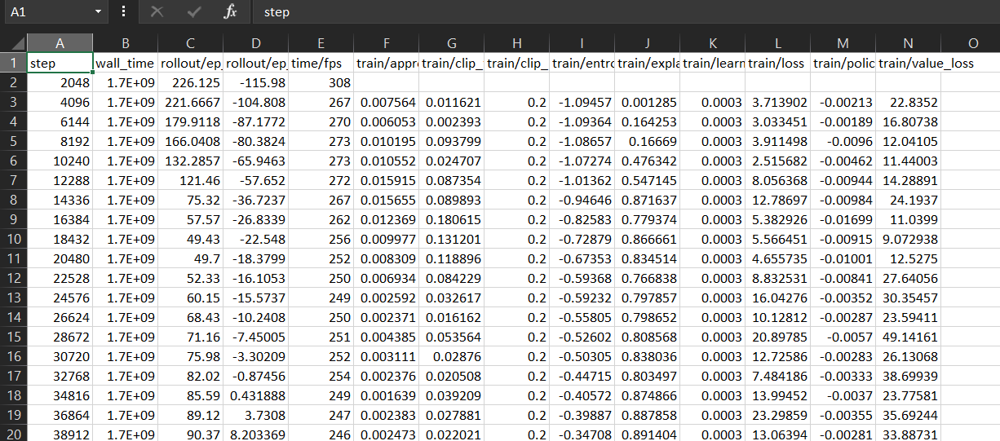 A1 fx step
A B C D E F G H I J K L M N O
1 step wall_time rollout/ep_ rollout/ep_ time/fps train/appr train/clip_ train/clip_ train/entro train/expla train/learn train/loss train/polic train/value_loss
2 2048 1.7E+09 226.125 -115.98 308
3 4096 1.7E+09 221.6667 -104.808 267 0.007564 0.011621 0.2 -1.09457 0.001285 0.0003 3.713902 -0.00213 22.8352
4 6144 1.7E+09 179.9118 -87.1772 270 0.006053 0.002393 0.2 -1.09364 0.164253 0.0003 3.033451 -0.00189 16.80738
5 8192 1.7E+09 166.0408 -80.3824 273 0.010195 0.093799 0.2 -1.08657 0.16669 0.0003 3.911498 -0.0096 12.04105
6 10240 1.7E+09 132.2857 -65.9463 273 0.010552 0.024707 0.2 -1.07274 0.476342 0.0003 2.515682 -0.00462 11.44003
7 12288 1.7E+09 121.46 -57.652 272 0.015915 0.087354 0.2 -1.01362 0.547145 0.0003 8.056368 -0.00944 14.28891
8 14336 1.7E+09 75.32 -36.7237 267 0.015655 0.089893 0.2 -0.94646 0.871637 0.0003 12.78697 -0.00984 24.1937
9 16384 1.7E+09 57.57 -26.8339 262 0.012369 0.180615 0.2 -0.82583 0.779374 0.0003 5.382926 -0.01699 11.0399
10 18432 1.7E+09 49.43 -22.548 256 0.009977 0.131201 0.2 -0.72879 0.866661 0.0003 5.566451 -0.00915 9.072938
11 20480 1.7E+09 49.7 -18.3799 252 0.008309 0.118896 0.2 -0.67353 0.834514 0.0003 4.655735 -0.01001 12.5275
12 22528 1.7E+09 52.33 -16.1053 250 0.006934 0.084229 0.2 -0.59368 0.766838 0.0003 8.832531 -0.00841 27.64056
13 24576 1.7E+09 60.15 -15.5737 249 0.002592 0.032617 0.2 -0.59232 0.797857 0.0003 16.04276 -0.00352 30.35457
14 26624 1.7E+09 68.43 -10.2408 250 0.002371 0.016162 0.2 -0.55805 0.798652 0.0003 10.12812 -0.00287 23.59411
15 28672 1.7E+09 71.16 -7.45005 251 0.004385 0.053564 0.2 -0.52602 0.808568 0.0003 20.89785 -0.0057 49.14161
16 30720 1.7E+09 75.98 -3.30209 252 0.003111 0.02876 0.2 -0.50305 0.838036 0.0003 12.72586 -0.00283 26.13068
17 32768 1.7E+09 82.02 -0.87456 254 0.002376 0.020508 0.2 -0.44715 0.803497 0.0003 7.484186 -0.00333 38.69939
18 34816 1.7E+09 85.59 0.431888 249 0.001639 0.039209 0.2 -0.40572 0.874866 0.0003 13.99452 -0.0037 23.77581
19 36864 1.7E+09 89.12 3.7308 247 0.002383 0.027881 0.2 -0.39887 0.887858 0.0003 23.29859 -0.00355 35.69244
20 38912 1.7E+09 90.37 8.203369 246 0.002473 0.022021 0.2 -0.34708 0.891404 0.0003 13.06394 -0.00281 33.88731